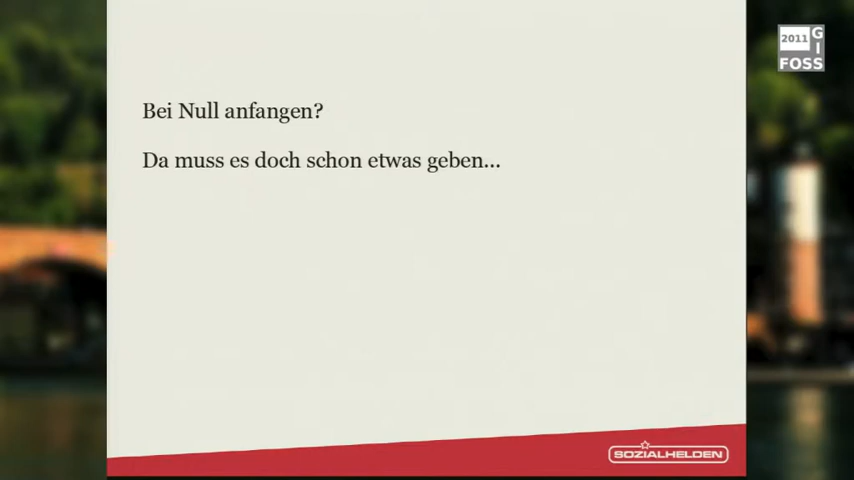 2011
G
I
FOSS
Bei Null anfangen?
Da muss es doch schon etwas geben...
SOZIALHELDEN